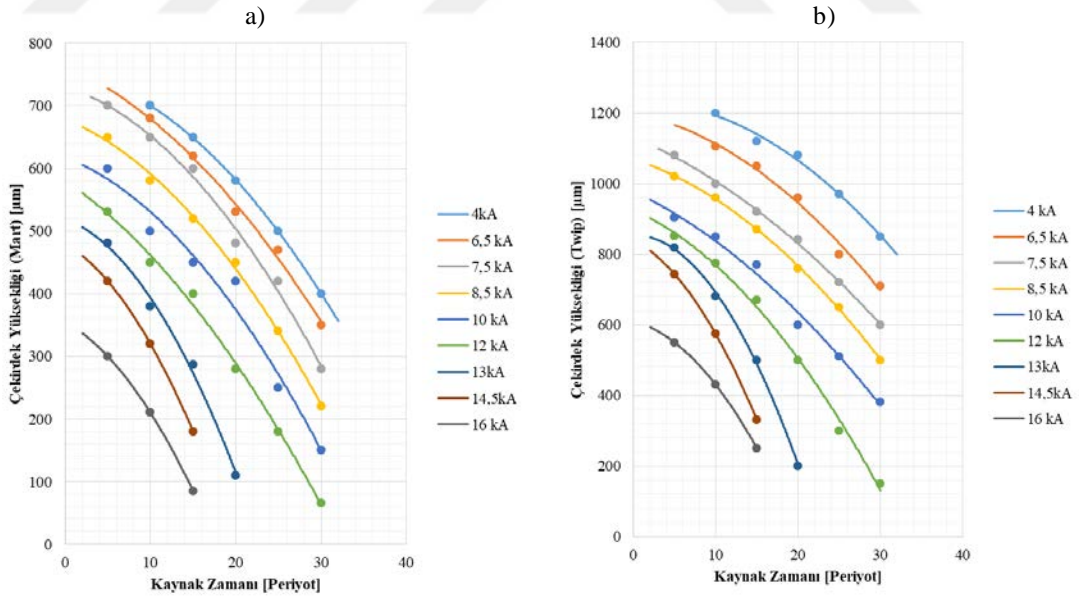 a)
800
700
600
500
400
300
200
100
0
0
10
20
30
40
Çekirdek Yüksekliği (Mart) [µm]
Kaynak Zamanı [Periyot]
4kA
6,5 kA
7,5 kA
8,5 kA
10 kA
12 kA
13kA
14.5kA
16 kA
b)
1400
1200
1000
800
600
400
200
0
0
10
20
30
40
Çekirdek Yüksekliği (Twip) [µm]
Kaynak Zamanı [Periyot]
4 kA
6,5 kA
7,5 kA
8,5 kA
10 kA
12 kA
13kA
14.5kA
16 kA